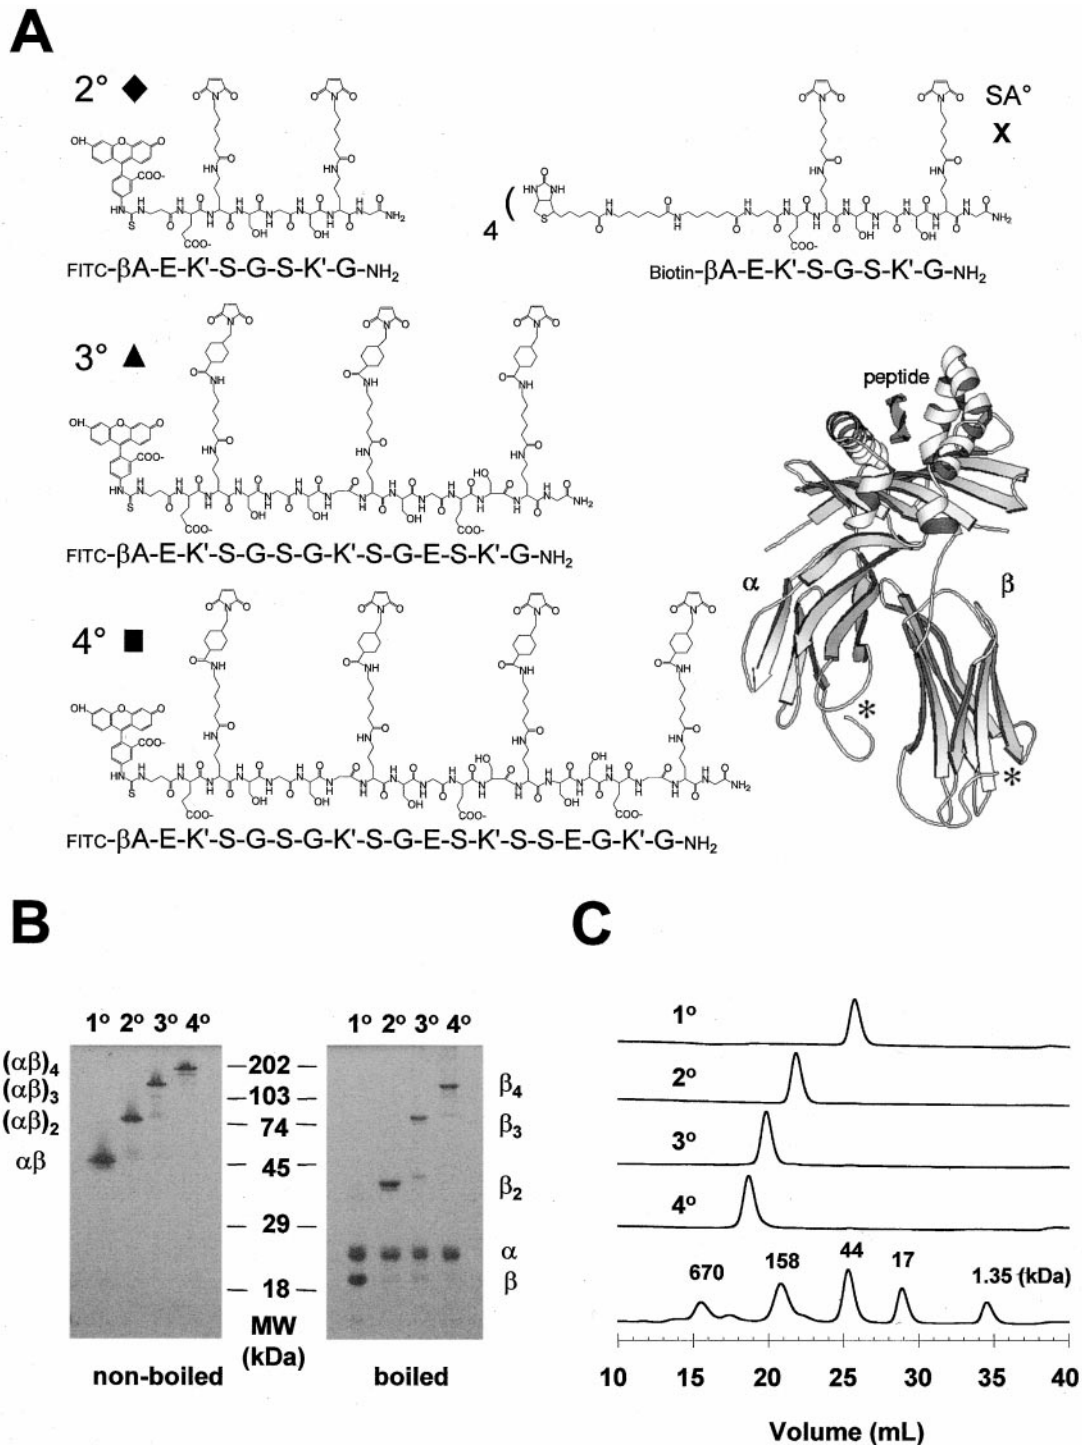 A
2° ◆
SA°
X
4 (
FITC-βA-E-K'-S-G-S-K'-G-NH2
Biotin-βA-E-K'-S-G-S-K'-G-NH2
3° ▲
peptide
FITC-βA-E-K'-S-G-S-G-K'-S-G-E-S-K'-G-NH2
α
β
4° ■
*
*
FITC-βA-E-K'-S-G-S-G-K'-S-G-E-S-K'-S-S-E-G-K'-G-NH2
B
1° 2° 3° 4°
1° 2° 3° 4°
(αβ)4
(αβ)3
(αβ)2
αβ
— 202 —
— 103 —
— 74 —
— 45 —
— 29 —
— 18 —
MW
(kDa)
β4
β3
β2
α
β
non-boiled
boiled
C
1°
2°
3°
4°
670
158
44
17
1.35 (kDa)
10 15 20 25 30 35 40
Volume (mL)